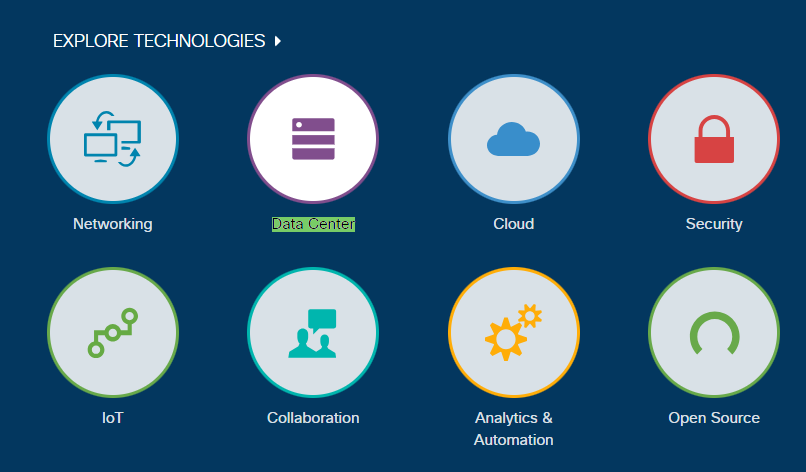 EXPLORE TECHNOLOGIES
Networking
Data Center
Cloud
Security
IoT
Collaboration
Analytics &
Automation
Open Source